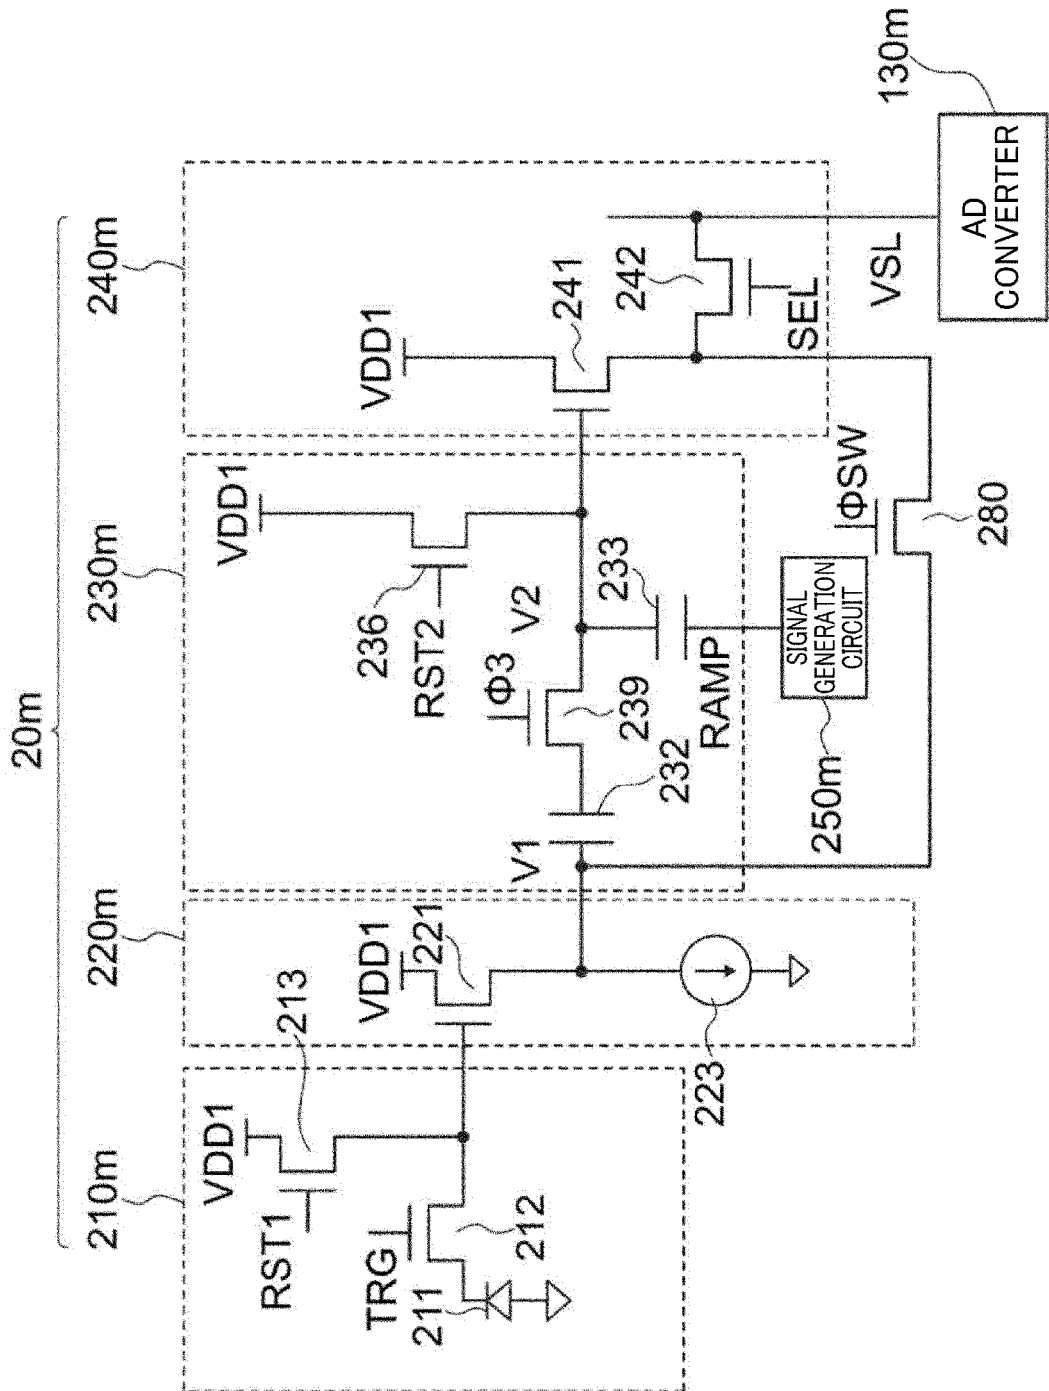 20m
210m
220m
230m
240m
VDD1
RST1
213
TRG
211
212
VDD1
221
223
V1
232
Φ3
239
V2
VDD1
236
RST2
233
RAMP
SIGNAL
GENERATION
CIRCUIT
250m
VDD1
241
242
SEL
ΦSW
280
VSL
AD
CONVERTER
130m